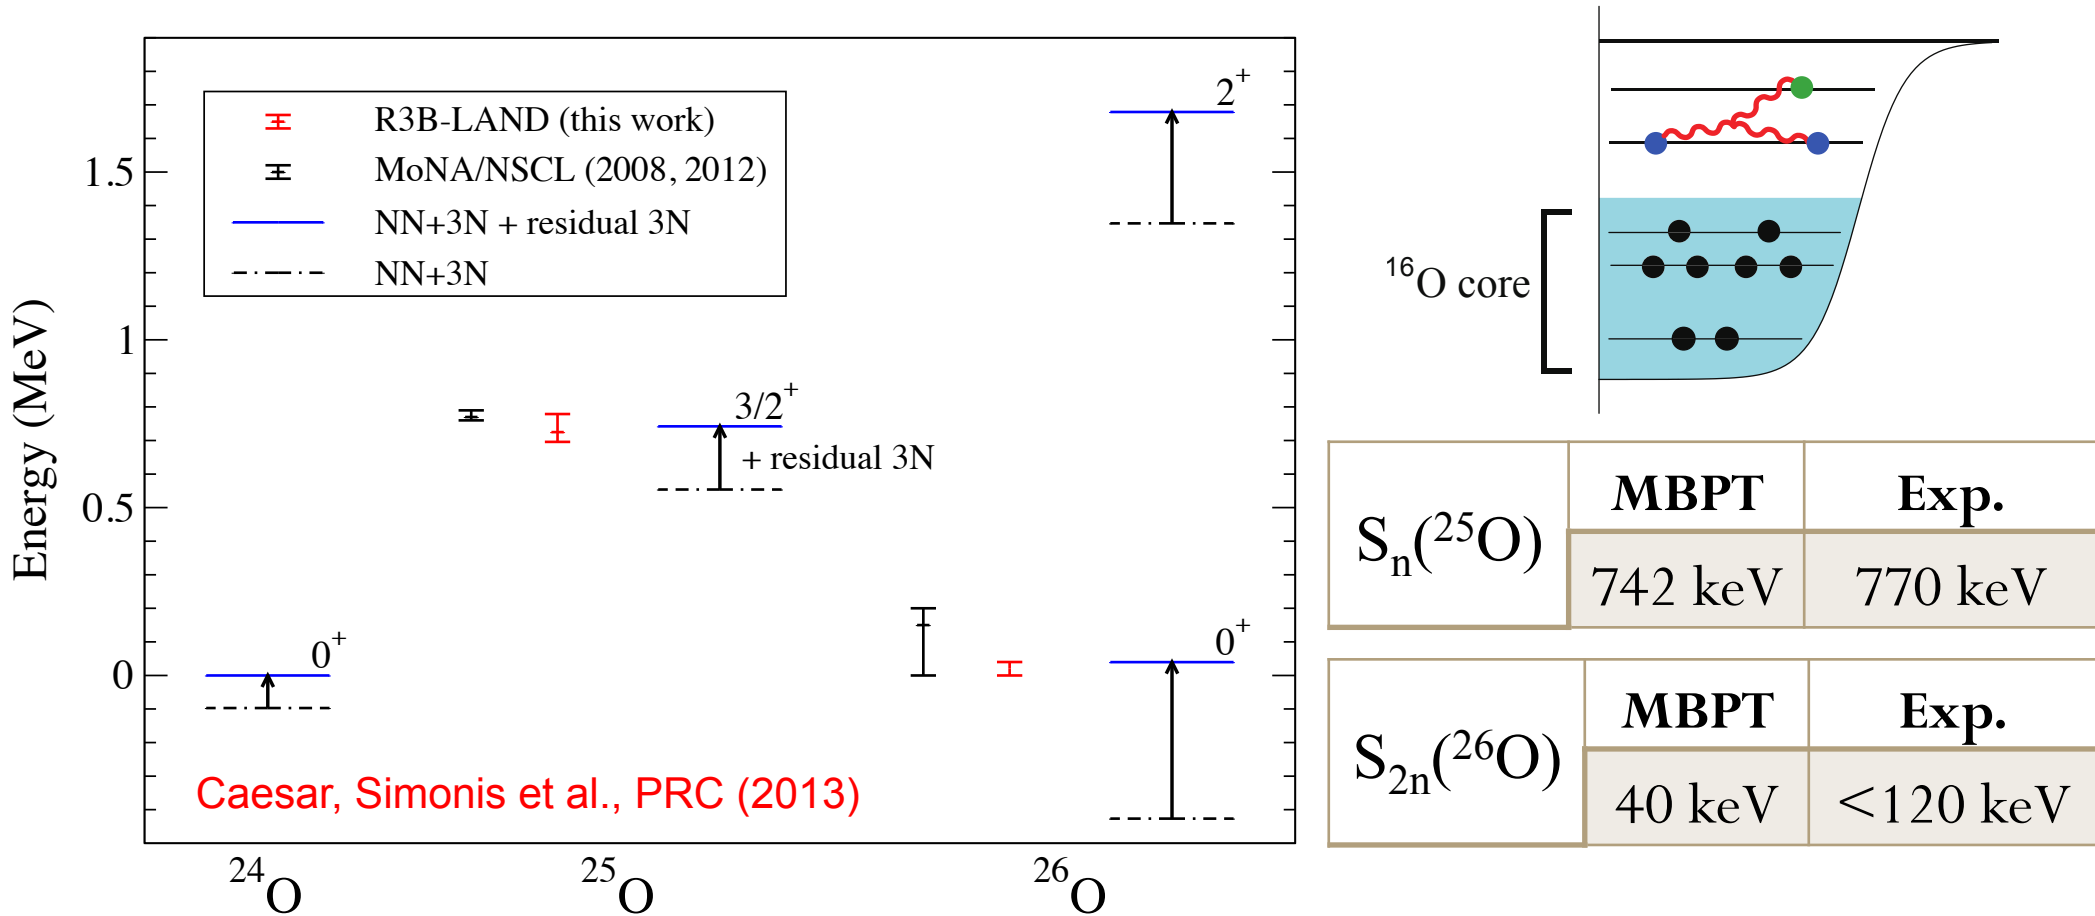 R3B-LAND (this work)
MoNA/NSCL (2008, 2012)
NN+3N + residual 3N
NN+3N
Energy (MeV)
1.5
1
0.5
0
2⁺
3/2⁺
+ residual 3N
0⁺
0⁺
Caesar, Simonis et al., PRC (2013)
²⁴O
²⁵O
²⁶O
¹⁶O core
MBPT Exp.
Sₙ(²⁵O)
742 keV 770 keV
MBPT Exp.
S₂ₙ(²⁶O)
40 keV <120 keV